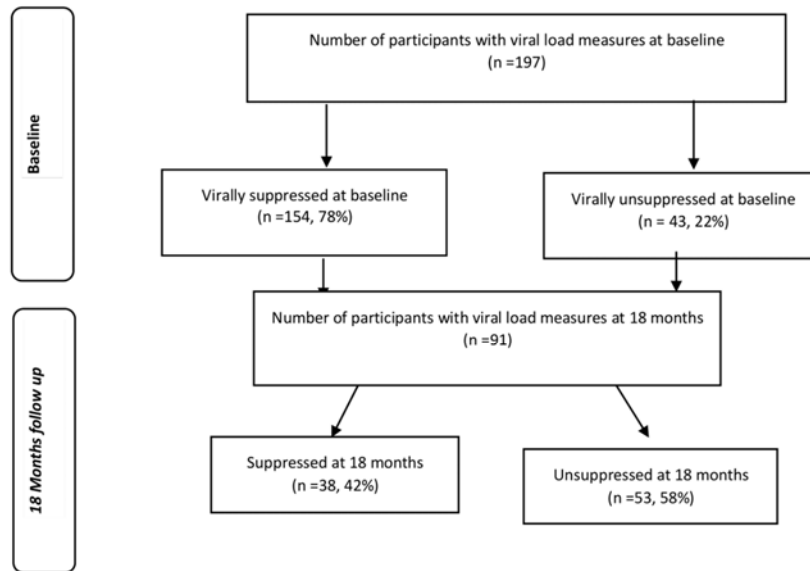 Baseline
Number of participants with viral load measures at baseline
(n =197)
Virally suppressed at baseline
(n =154, 78%)
Virally unsuppressed at baseline
(n = 43, 22%)
18 Months follow up
Number of participants with viral load measures at 18 months
(n =91)
Suppressed at 18 months
(n =38, 42%)
Unsuppressed at 18 months
(n =53, 58%)